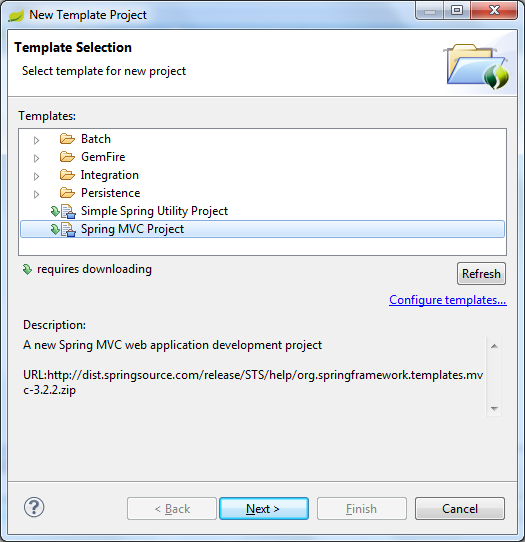 New Template Project
Template Selection
Select template for new project
Templates:
Batch
GemFire
Integration
Persistence
Simple Spring Utility Project
Spring MVC Project
requires downloading
Refresh
Configure templates...
Description:
A new Spring MVC web application development project
URL:http://dist.springsource.com/release/STS/help/org.springframework.templates.mv
c-3.2.2.zip
? < Back Next > Finish Cancel